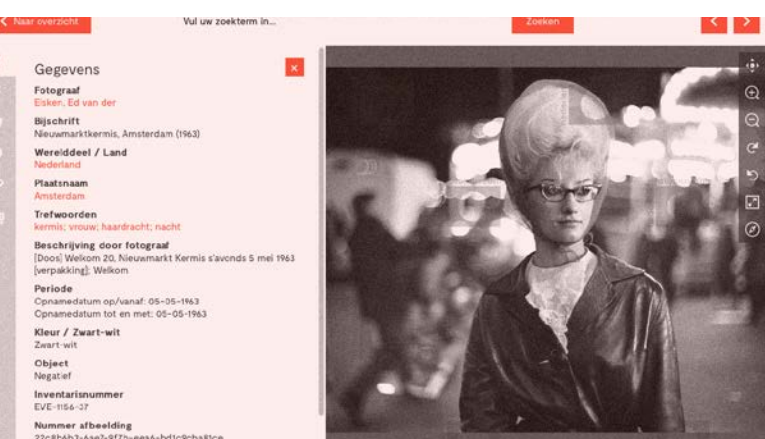 Naar overzicht
Vul uw zoekterm in...
Zoeken
Gegevens
Fotograaf
Elsken, Ed van der
Bijschrift
Nieuwmarktkermis, Amsterdam (1963)
Werelddeel / Land
Nederland
Plaatsnaam
Amsterdam
Trefwoorden
kermis; vrouw; haardracht; nacht
Beschrijving door fotograaf
[Doos] Welkom 20, Nieuwmarkt Kermis s'avonds 5 mei 1963
[verpakking]; Welkom
Periode
Opnamedatum op/vanaf: 05-05-1963
Opnamedatum tot en met: 05-05-1963
Kleur / Zwart-wit
Zwart-wit
Object
Negatief
Inventarisnummer
EVE-1156-37
Nummer afbeelding